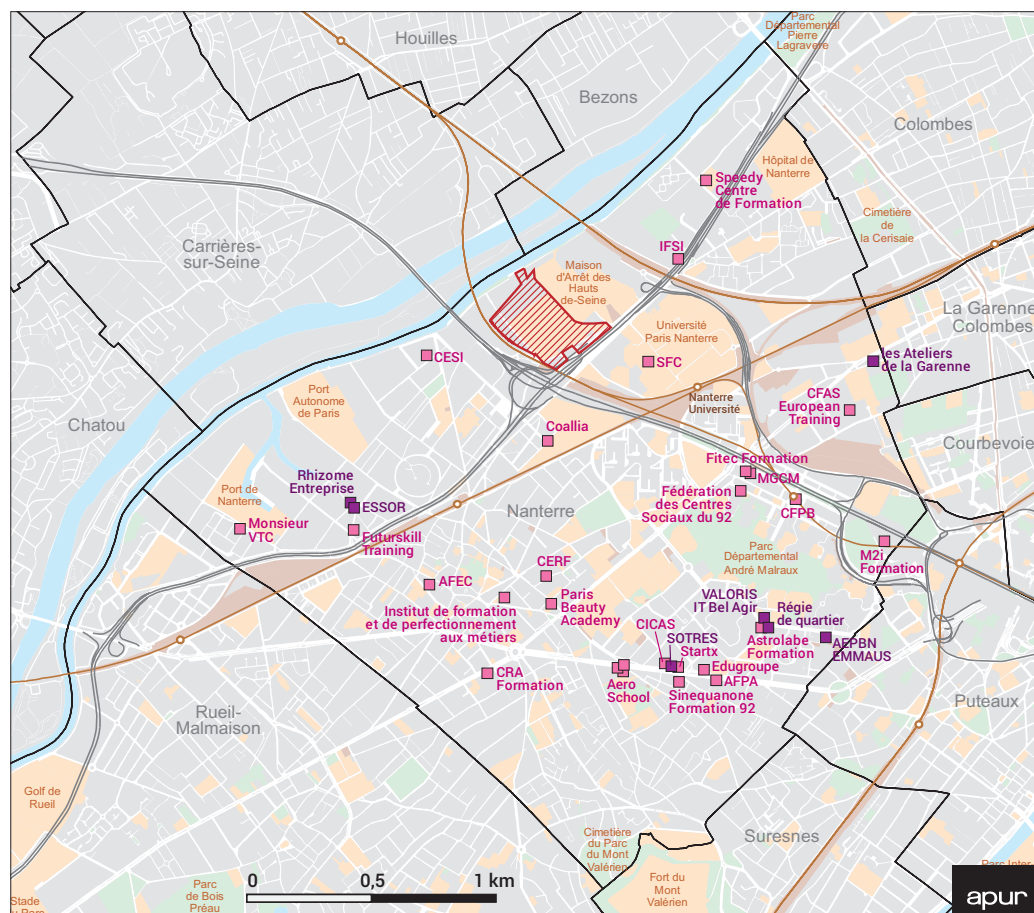 Houilles
Parc
Départemental
Pierre
Lagravère
Bezons
Colombes
Hôpital de
Nanterre
Speedy
Centre
de Formation
Cimetière
de
la Cerisaie
Carrières-
sur-Seine
IFSI
Maison
d'Arrêt des
Hauts
de-Seine
La Garenne
Colombes
Université
Paris Nanterre
CESI
SFC
les Ateliers
de la Garenne
Port
Autonome
de Paris
Nanterre
Université
CFAS
European
Training
Chatou
Coallia
Courbevoie
Fitec Formation
MGCM
Rhizome
Entreprise
ESSOR
Port de
Nanterre
Fédération
des Centres
Sociaux du 92
CFPB
Nanterre
Monsieur
VTC
Futurskill
Training
Parc
Départemental
André Malraux
M2i
Formation
CERF
AFEC
Paris
Beauty
Academy
Institut de formation
et de perfectionnement
aux métiers
VALORIS
IT Bel Agir
Régie
de quartier
CICAS
SOTRES
Startx
Astrolabe
Formation
AEPBN
EMMAUS
CRA
Formation
Aero
School
Edugroupe
AFPA
Sinequanone
Formation 92
Puteaux
Rueil-
Malmaison
Golf de
Rueil
Suresnes
Cimetière
du Parc
du Mont
Valérien
Fort du
Mont
Valérien
Parc
de Bois
Préau
Stade
du Parc
Parc Inter-
0 0,5 1 km
apur